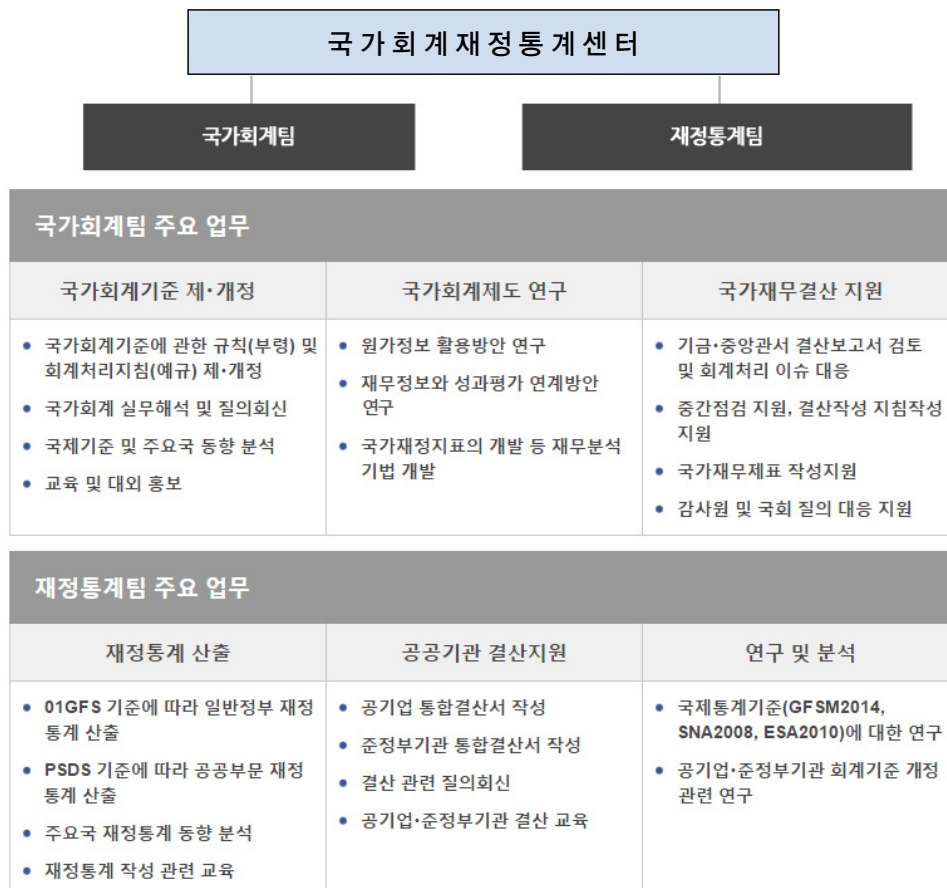 국가회계재정통계센터
국가회계팀
재정통계팀
국가회계팀 주요 업무
국가회계기준 제·개정
국가회계제도 연구
국가재무결산 지원
• 국가회계기준에 관한 규칙(부령) 및
회계처리지침(예규) 제·개정
• 국가회계 실무해석 및 질의회신
• 국제기준 및 주요국 동향 분석
• 교육 및 대외 홍보
• 원가정보 활용방안 연구
• 재무정보와 성과평가 연계방안
연구
• 국가재정지표의 개발 등 재무분석
기법 개발
• 기금·중앙관서 결산보고서 검토
및 회계처리 이슈 대응
• 중간점검 지원, 결산작성 지침작성
지원
• 국가재무제표 작성지원
• 감사원 및 국회 질의 대응 지원
재정통계팀 주요 업무
재정통계 산출
공공기관 결산지원
연구 및 분석
• 01GFS 기준에 따라 일반정부 재정
통계 산출
• PSDS 기준에 따라 공공부문 재정
통계 산출
• 주요국 재정통계 동향 분석
• 재정통계 작성 관련 교육
• 공기업 통합결산서 작성
• 준정부기관 통합결산서 작성
• 결산 관련 질의회신
• 공기업·준정부기관 결산 교육
• 국제통계기준(GFSM2014,
SNA2008, ESA2010)에 대한 연구
• 공기업·준정부기관 회계기준 개정
관련 연구